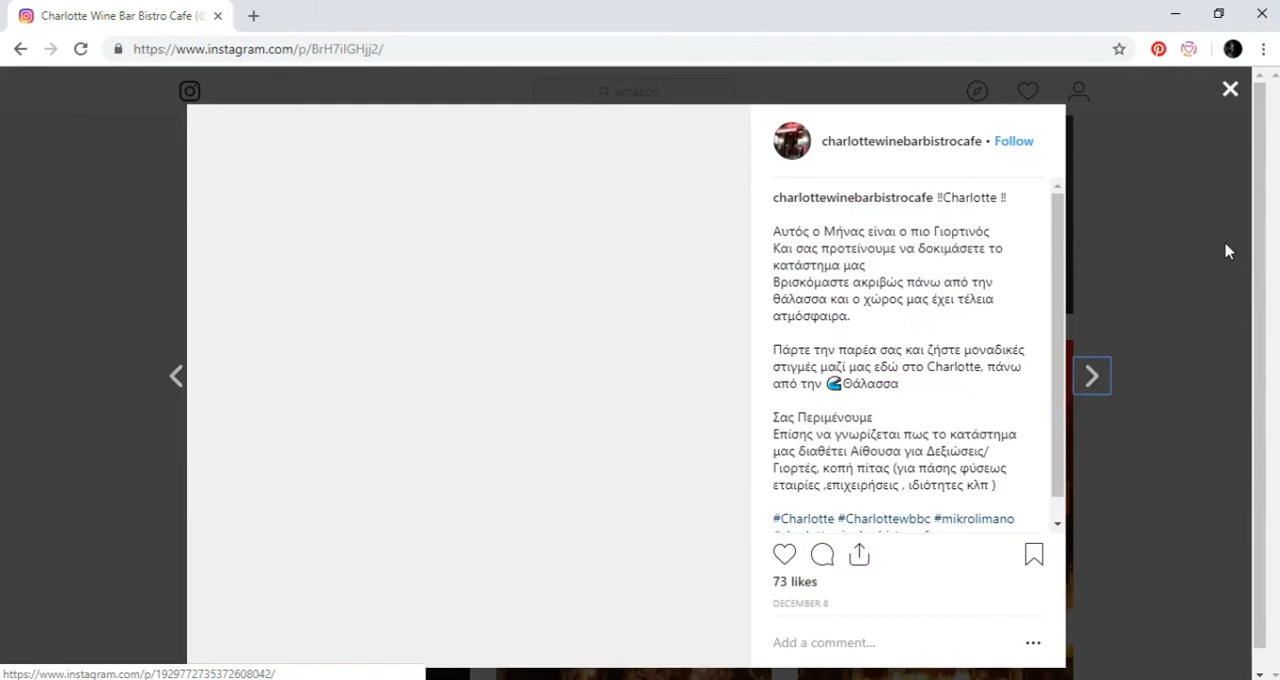 Charlotte Wine Bar Bistro Cafe (@
https://www.instagram.com/p/BrH7iIGHjj2/
amazon
charlottewinebarbistrocafe • Follow
charlottewinebarbistrocafe ‼Charlotte ‼
Αυτός ο Μήνας είναι ο πιο Γιορτινός
Και σας προτείνουμε να δοκιμάσετε το
κατάστημα μας
Βρισκόμαστε ακριβώς πάνω από την
θάλασσα και ο χώρος μας έχει τέλεια
ατμόσφαιρα.
Πάρτε την παρέα σας και ζήστε μοναδικές
στιγμές μαζί μας εδώ στο Charlotte, πάνω
από την 🌊Θάλασσα
Σας Περιμένουμε
Επίσης να γνωρίζεται πως το κατάστημα
μας διαθέτει Αίθουσα για Δεξιώσεις/
Γιορτές, κοπή πίτας (για πάσης φύσεως
εταιρίες ,επιχειρήσεις , ιδιότητες κλπ )
#Charlotte #Charlottewbbc #mikrolimano
73 likes
DECEMBER 8
Add a comment...
https://www.instagram.com/p/1929772735372608042/